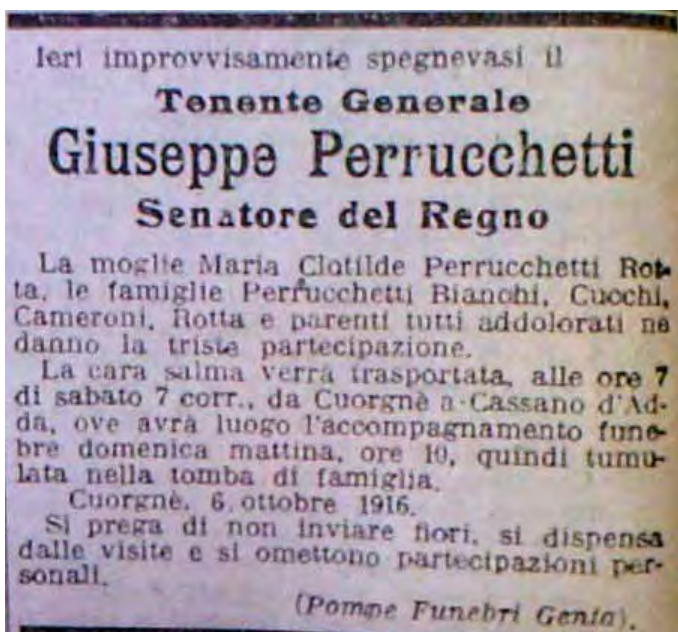 Ieri improvvisamente spegnevasi il
Tenente Generale
Giuseppe Perrucchetti
Senatore del Regno
La moglie Maria Clotilde Perrucchetti Rot-
ta, le famiglie Perrucchetti Bianchi, Cuochi,
Cameroni, Rotta e parenti tutti addolorati ne
danno la triste partecipazione.
La cara salma verrà trasportata, alle ore 7
di sabato 7 corr., da Cuorgnè a Cassano d'Ad-
da, ove avrà luogo l'accompagnamento fune-
bre domenica mattina, ore 10, quindi tumu-
lata nella tomba di famiglia.
Cuorgnè, 6 ottobre 1916.
Si prega di non inviare fiori, si dispensa
dalle visite e si omettono partecipazioni per-
sonali.
(Pompe Funebri Genta).